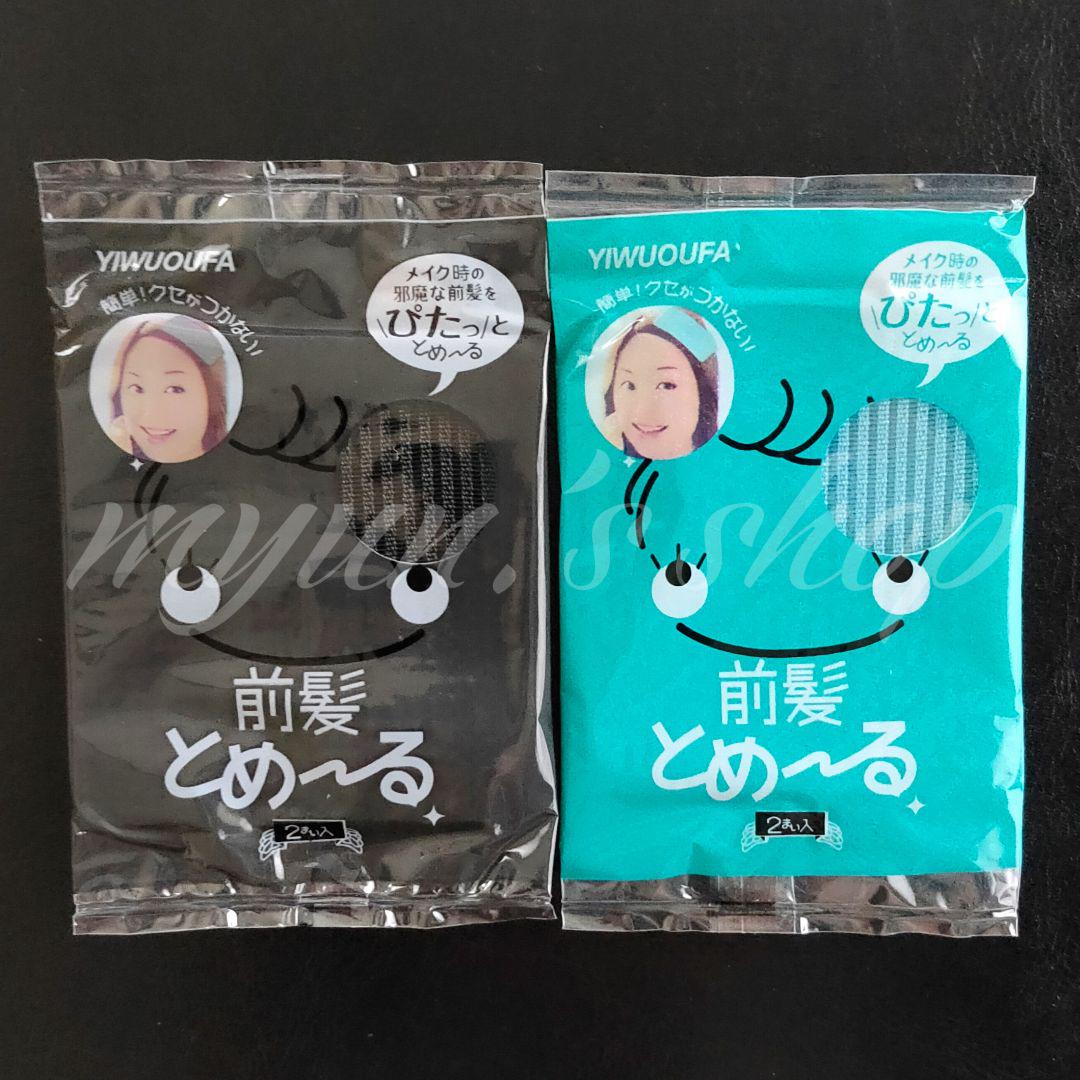 YIWUOUFA
簡単!クセがつかない
メイク時の
邪魔な前髪を
ぴたっと
とめ〜る
前髪
とめ〜る
2まい入
YIWUOUFA
簡単!クセがつかない
メイク時の
邪魔な前髪を
ぴたっと
とめ〜る
前髪
とめ〜る
2まい入
myun.'s shop